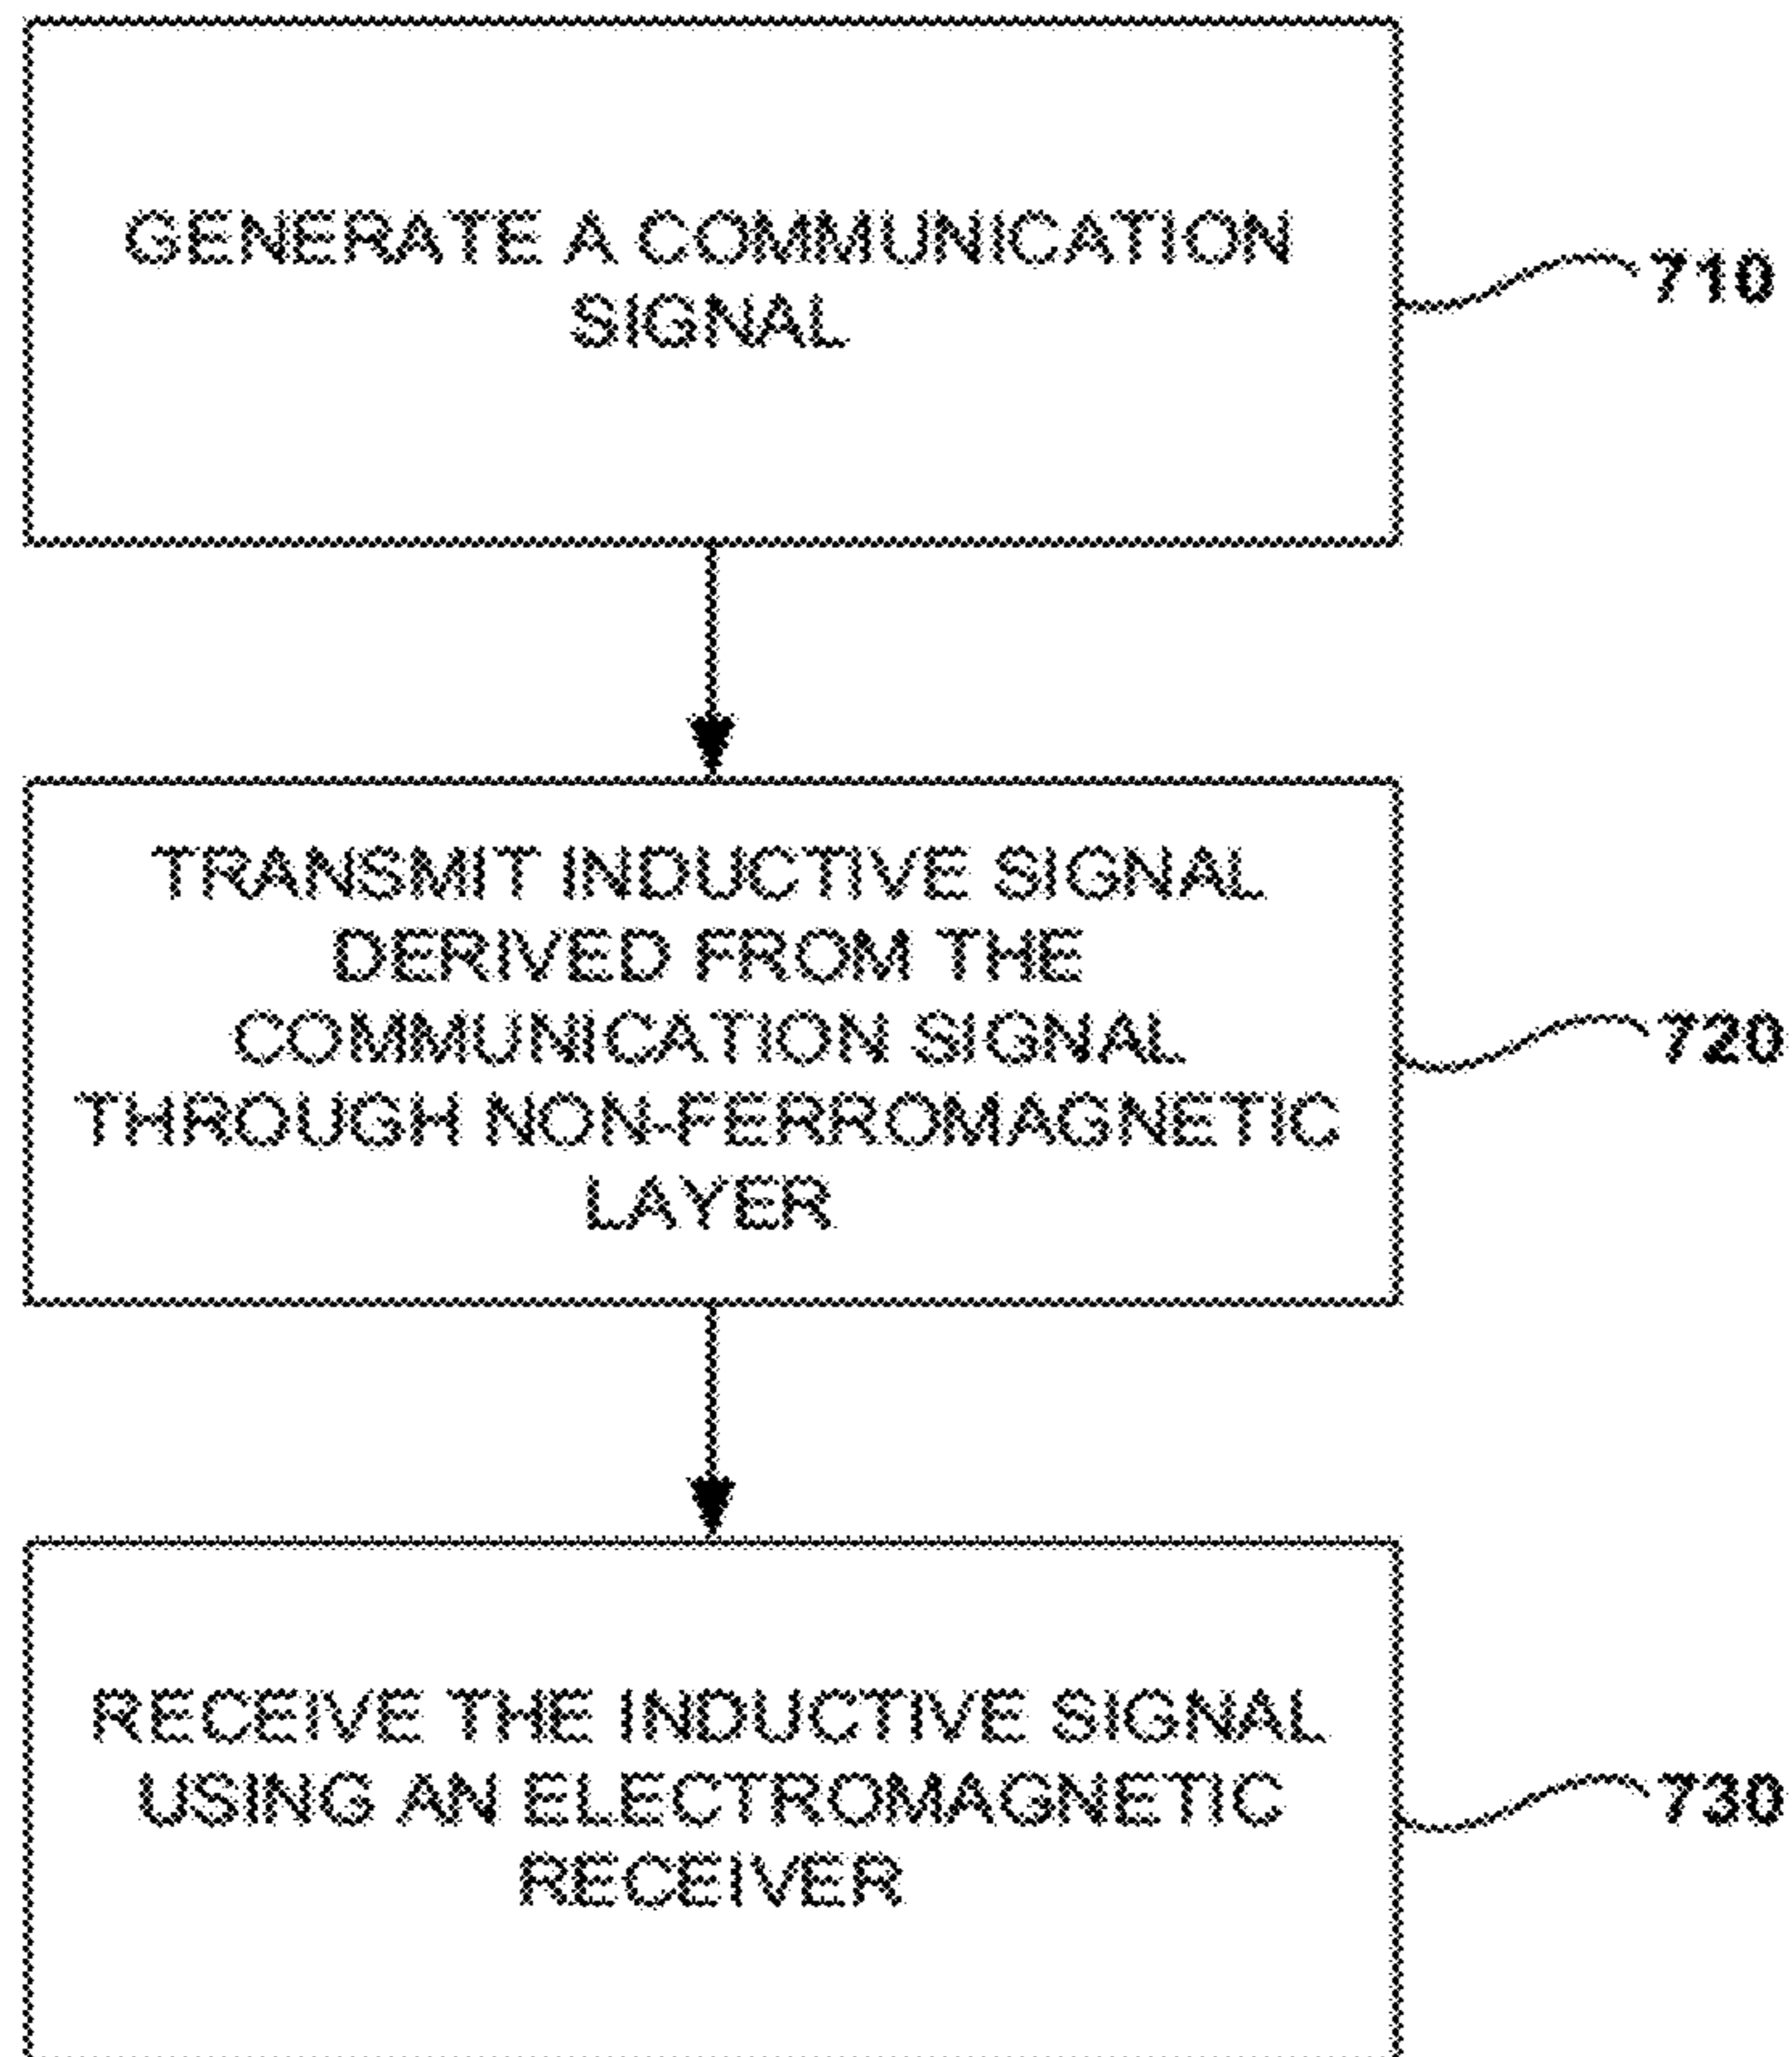 GENERATE A COMMUNICATION
SIGNAL
710
TRANSMIT INDUCTIVE SIGNAL
DERIVED FROM THE
COMMUNICATION SIGNAL
THROUGH NON-FERROMAGNETIC
LAYER
720
RECEIVE THE INDUCTIVE SIGNAL
USING AN ELECTROMAGNETIC
RECEIVER
730